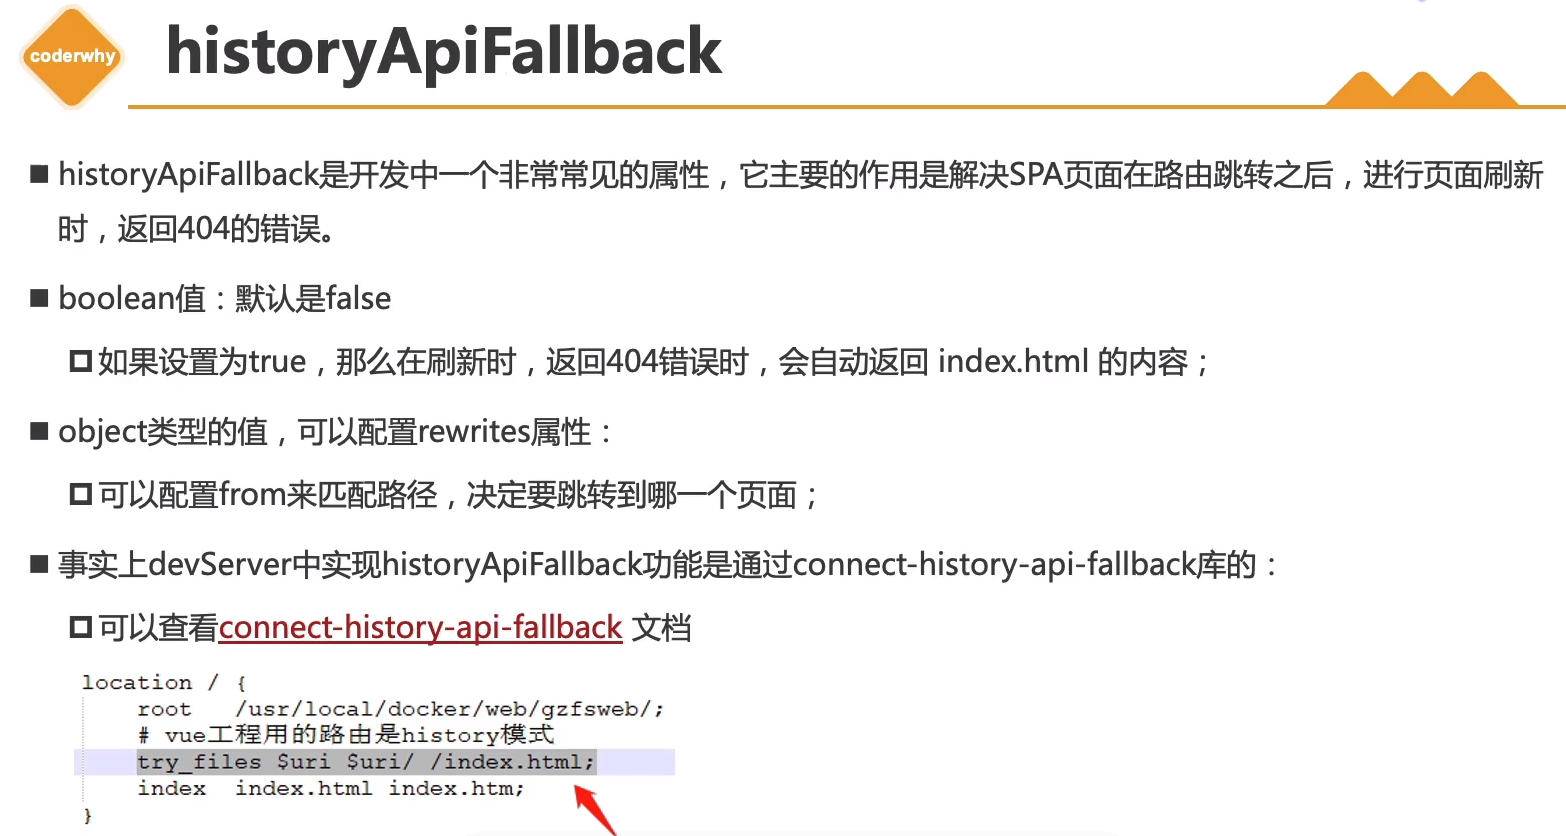 coderwhy
historyApiFallback
historyApiFallback是开发中一个非常常见的属性，它主要的作用是解决SPA页面在路由跳转之后，进行页面刷新
时，返回404的错误。
boolean值：默认是false
如果设置为true，那么在刷新时，返回404错误时，会自动返回 index.html 的内容；
object类型的值，可以配置rewrites属性：
可以配置from来匹配路径，决定要跳转到哪一个页面；
事实上devServer中实现historyApiFallback功能是通过connect-history-api-fallback库的：
可以查看connect-history-api-fallback 文档
location / {
root /usr/local/docker/web/gzfsweb/;
# vue工程用的路由是history模式
try_files $uri $uri/ /index.html;
index index.html index.htm;
}